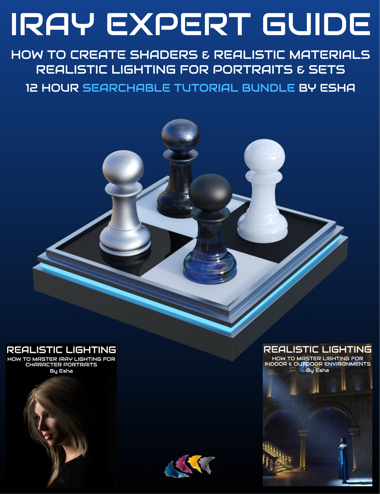 IRAY EXPERT GUIDE
HOW TO CREATE SHADERS & REALISTIC MATERIALS
REALISTIC LIGHTING FOR PORTRAITS & SETS
12 HOUR SEARCHABLE TUTORIAL BUNDLE BY ESHA
REALISTIC LIGHTING
HOW TO MASTER IRAY LIGHTING FOR
CHARACTER PORTRAITS
By Esha
REALISTIC LIGHTING
HOW TO MASTER LIGHTING FOR
INDOOR & OUTDOOR ENVIRONMENTS
By Esha